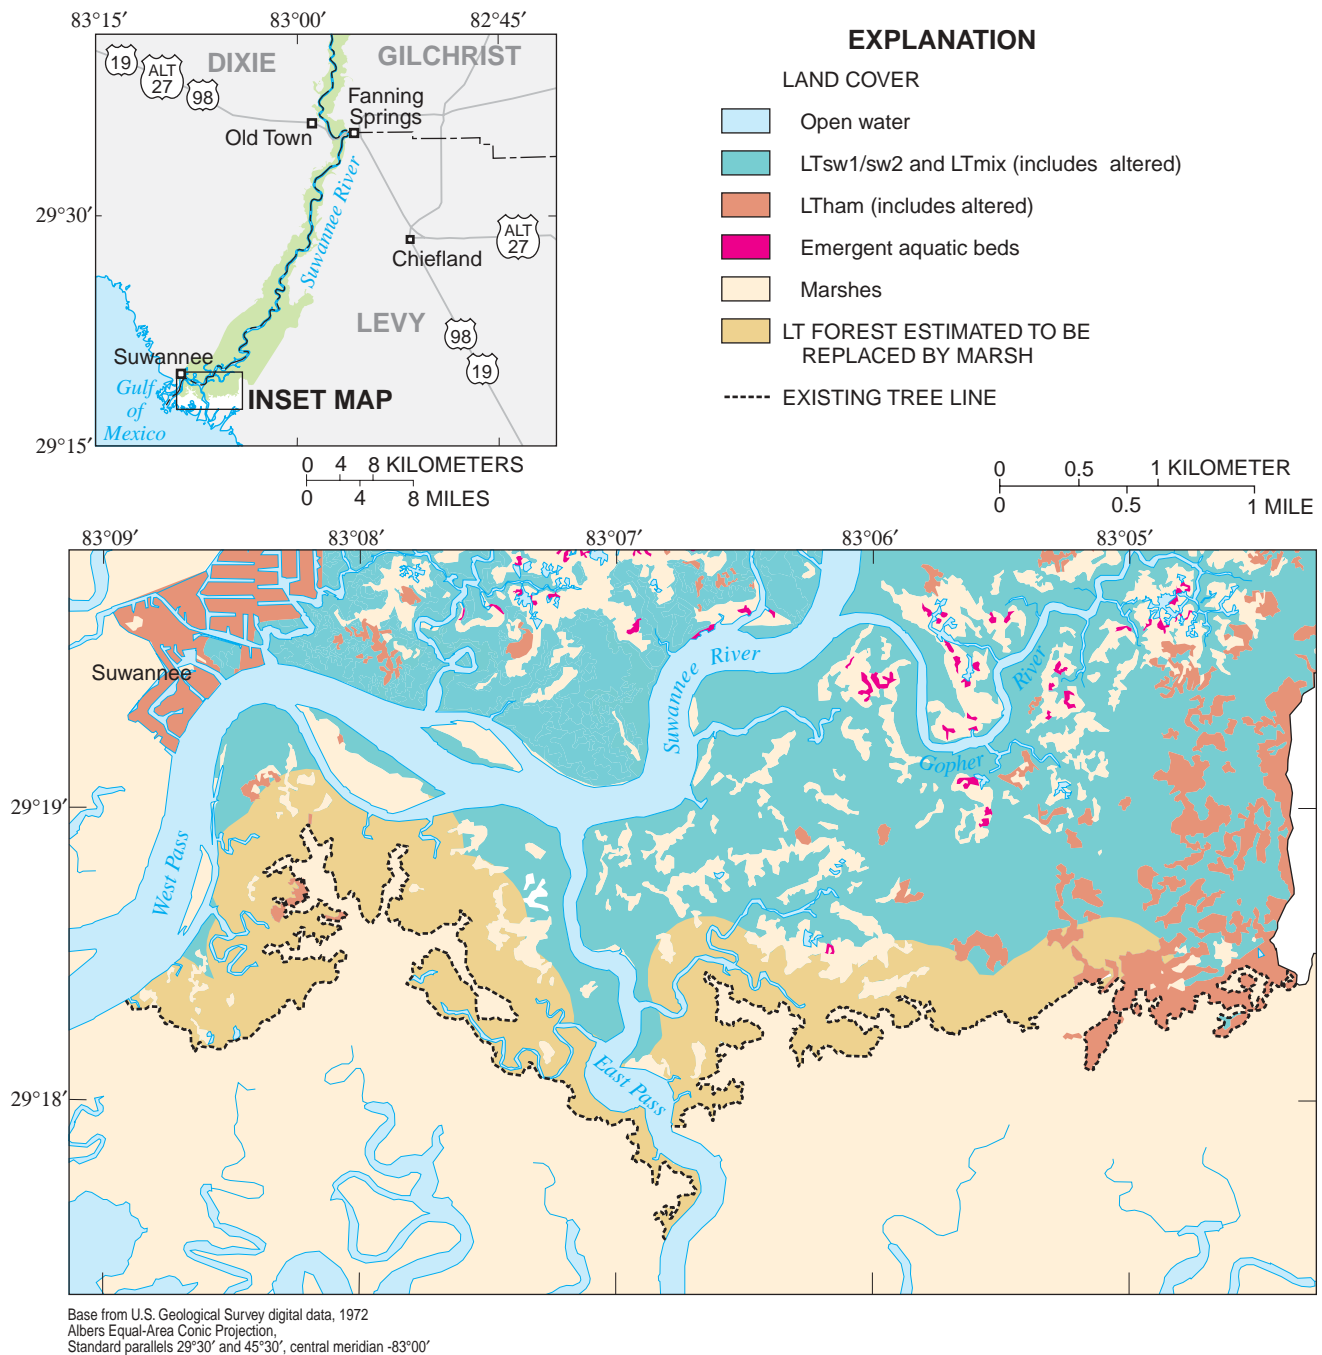 83°15′ 83°00′ 82°45′
DIXIE GILCHRIST
19
ALT
27
98
Fanning
Springs
Old Town
Suwannee River
29°30′
ALT
27
Chiefland
LEVY
98
19
Suwannee
Gulf
of
Mexico
INSET MAP
29°15′
0 4 8 KILOMETERS
0 4 8 MILES
EXPLANATION
LAND COVER
Open water
LTsw1/sw2 and LTmix (includes altered)
LTham (includes altered)
Emergent aquatic beds
Marshes
LT FOREST ESTIMATED TO BE
REPLACED BY MARSH
EXISTING TREE LINE
0 0.5 1 KILOMETER
0 0.5 1 MILE
83°09′ 83°08′ 83°07′ 83°06′ 83°05′
Suwannee
Suwannee River
River
Gopher
29°19′
West Pass
East Pass
29°18′
Base from U.S. Geological Survey digital data, 1972
Albers Equal-Area Conic Projection,
Standard parallels 29°30′ and 45°30′, central meridian -83°00′